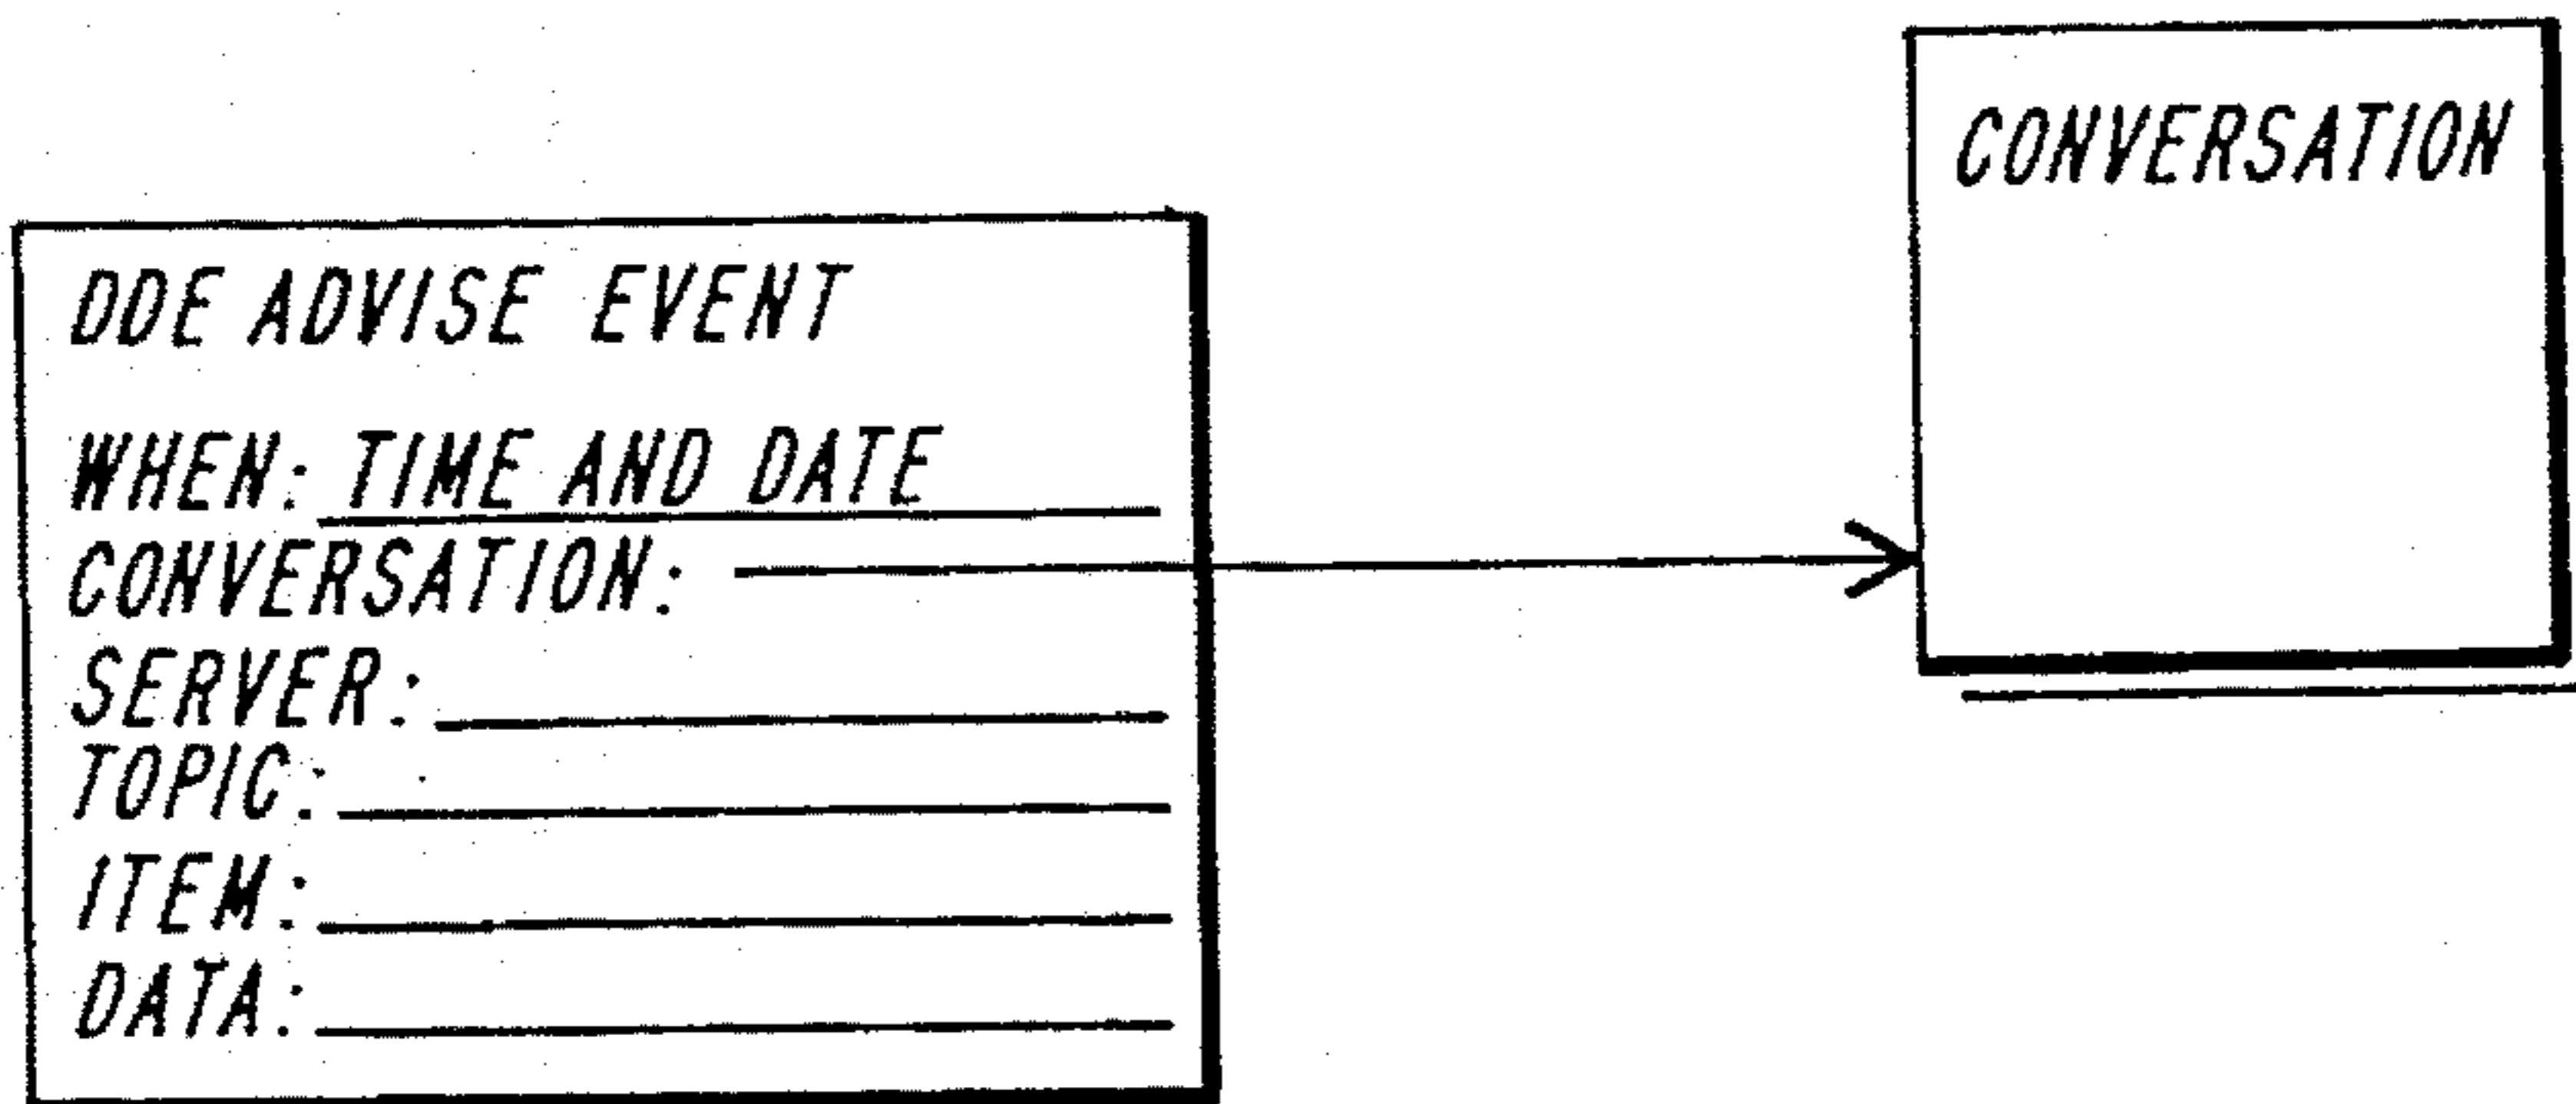 DDE ADVISE EVENT
WHEN: TIME AND DATE
CONVERSATION:
SERVER:
TOPIC:
ITEM:
DATA:
CONVERSATION